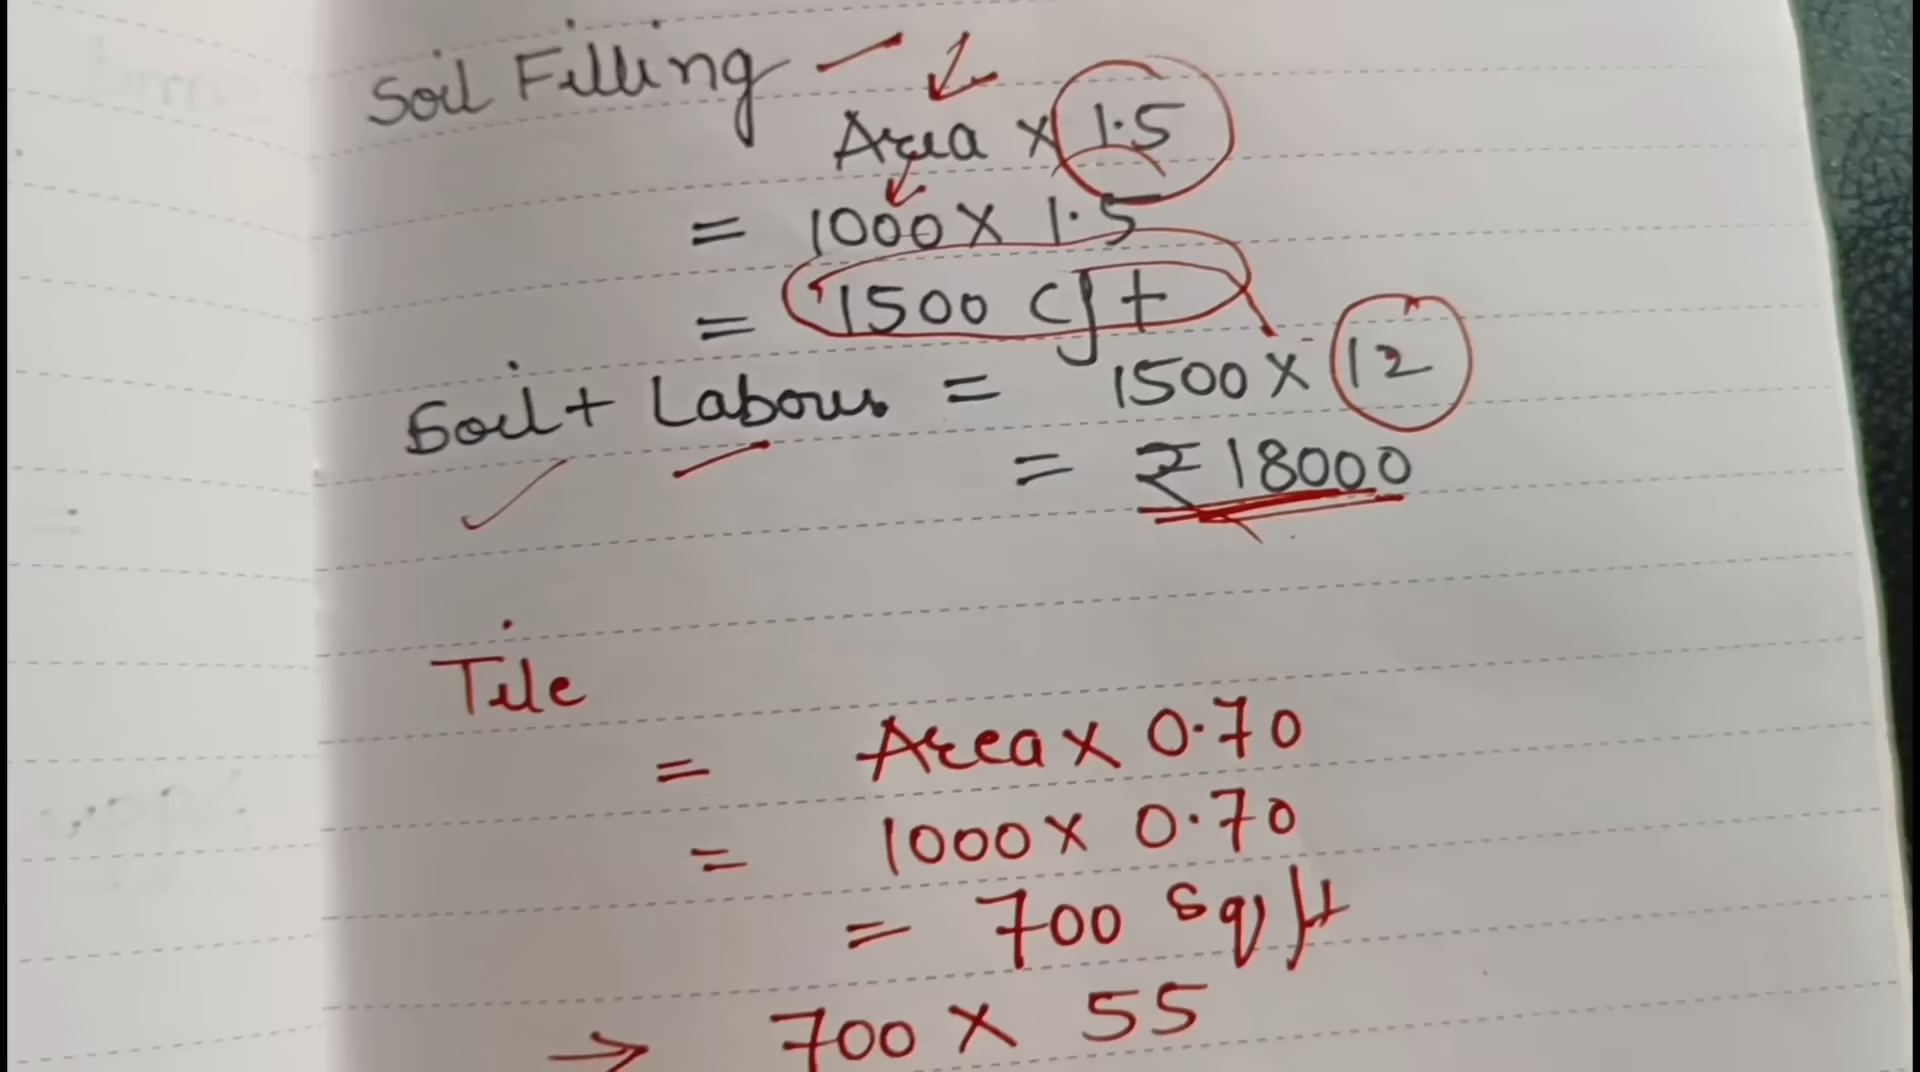 Soil Filling -
Area x 1.5
= 1000 x 1.5
= 1500 cft
Soil + Labour = 1500 x 12
= ₹ 18000
Tile
= Area x 0.70
= 1000 x 0.70
= 700 sqft
→ 700 x 55